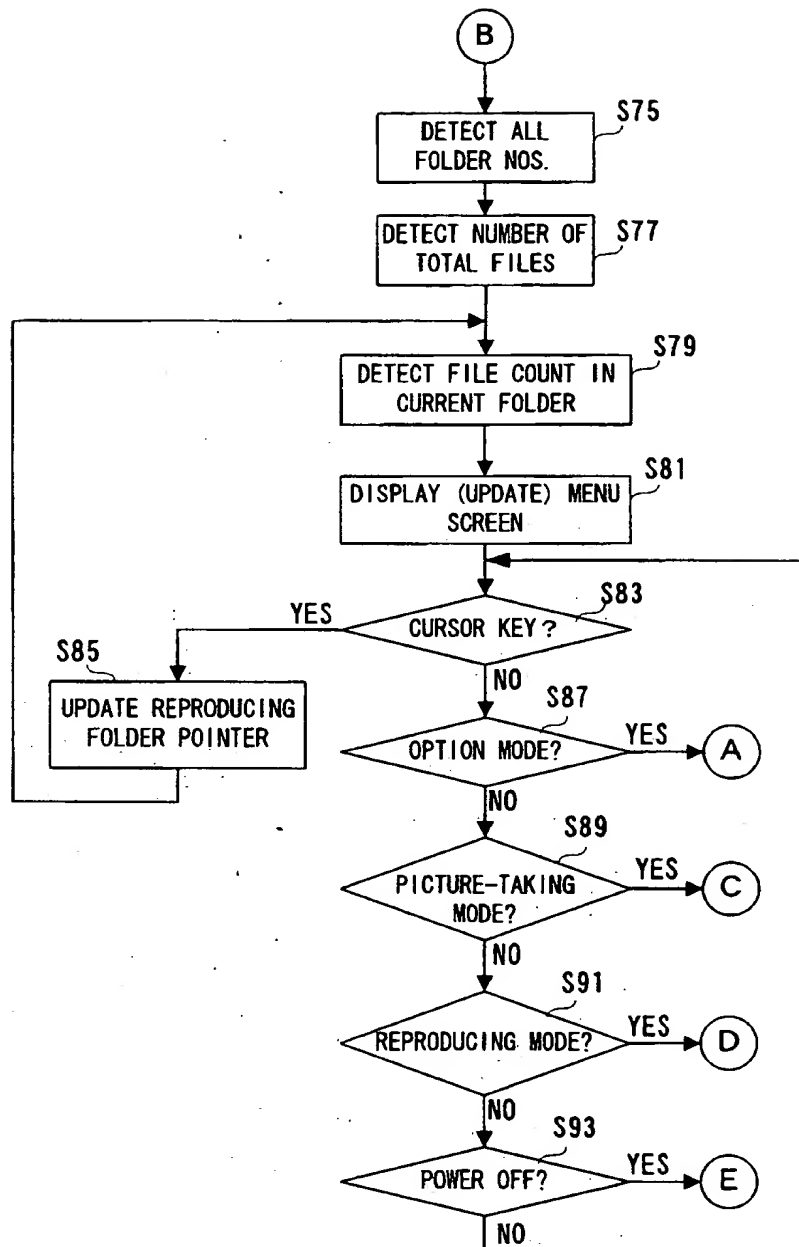 B
S75
DETECT ALL
FOLDER NOS.
S77
DETECT NUMBER OF
TOTAL FILES
S79
DETECT FILE COUNT IN
CURRENT FOLDER
S81
DISPLAY (UPDATE) MENU
SCREEN
S83
CURSOR KEY?
YES
NO
S85
UPDATE REPRODUCING
FOLDER POINTER
S87
OPTION MODE?
YES
A
NO
S89
PICTURE-TAKING
MODE?
YES
C
NO
S91
REPRODUCING MODE?
YES
D
NO
S93
POWER OFF?
YES
E
NO